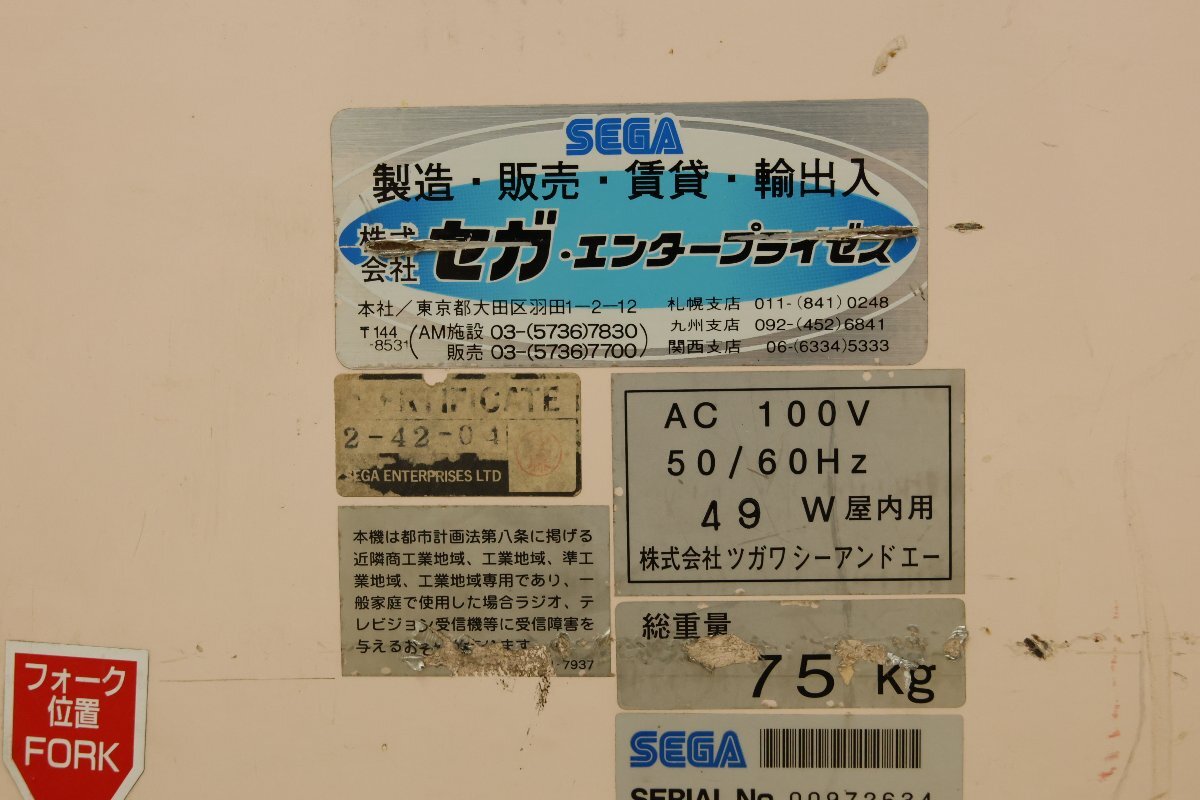 SEGA
製造・販売・賃貸・輸出入
株式会社 セガ・エンタープライゼス
本社／東京都大田区羽田1-2-12
〒144-8531
AM施設 03-(5736)7830
販売 03-(5736)7700
札幌支店 011-(841)0248
九州支店 092-(452)6841
関西支店 06-(6334)5333
2-42-04
SEGA ENTERPRISES LTD
AC 100V
50/60Hz
49 W 屋内用
株式会社ツガワシーアンドエー
本機は都市計画法第八条に掲げる
近隣商工業地域、工業地域、準工
業地域、工業地域専用であり、一
般家庭で使用した場合ラジオ、テ
レビジョン受信機等に受信障害を
与えるおそ
7937
総重量
75 Kg
フォーク
位置
FORK
SEGA
SERIAL No. 00972634